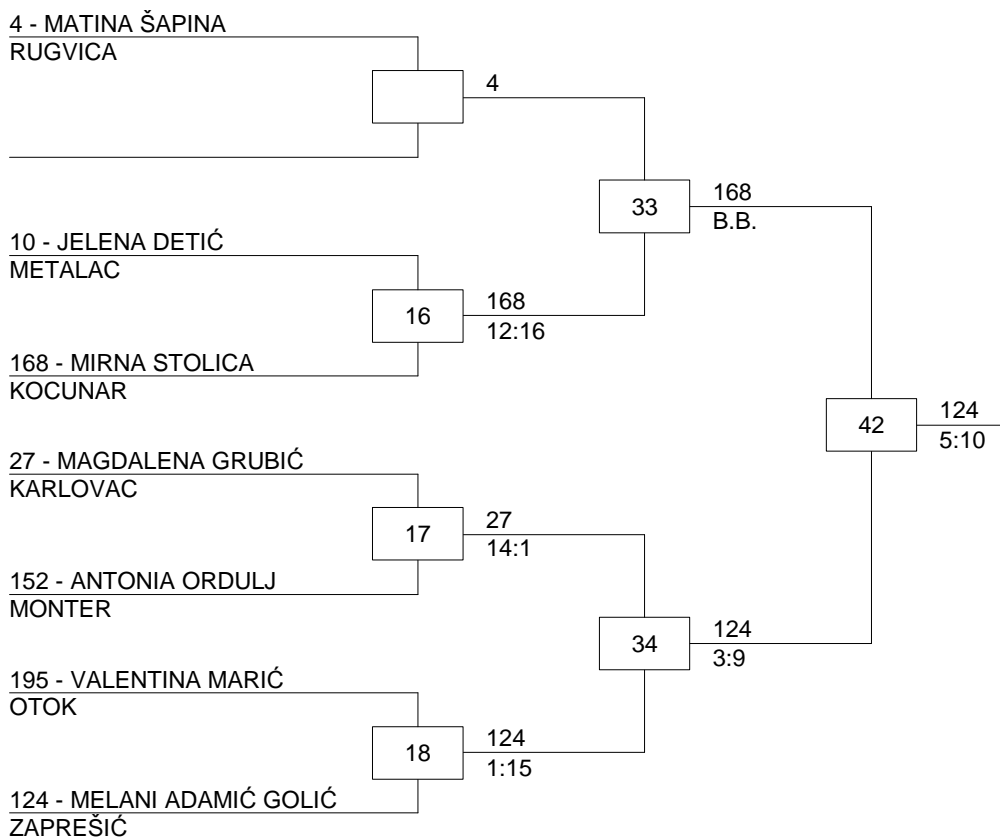 4 - MATINA ŠAPINA
RUGVICA
4
33
168
B.B.
10 - JELENA DETIĆ
METALAC
16
168
12:16
168 - MIRNA STOLICA
KOCUNAR
42
124
5:10
27 - MAGDALENA GRUBIĆ
KARLOVAC
17
27
14:1
152 - ANTONIA ORDULJ
MONTER
34
124
3:9
195 - VALENTINA MARIĆ
OTOK
18
124
1:15
124 - MELANI ADAMIĆ GOLIĆ
ZAPREŠIĆ